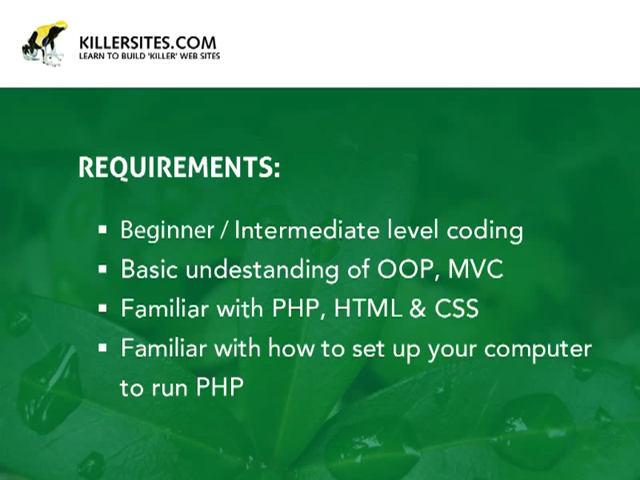 KILLERSITES.COM
LEARN TO BUILD 'KILLER' WEB SITES
REQUIREMENTS:
▪ Beginner / Intermediate level coding
▪ Basic undestanding of OOP, MVC
▪ Familiar with PHP, HTML & CSS
▪ Familiar with how to set up your computer
to run PHP